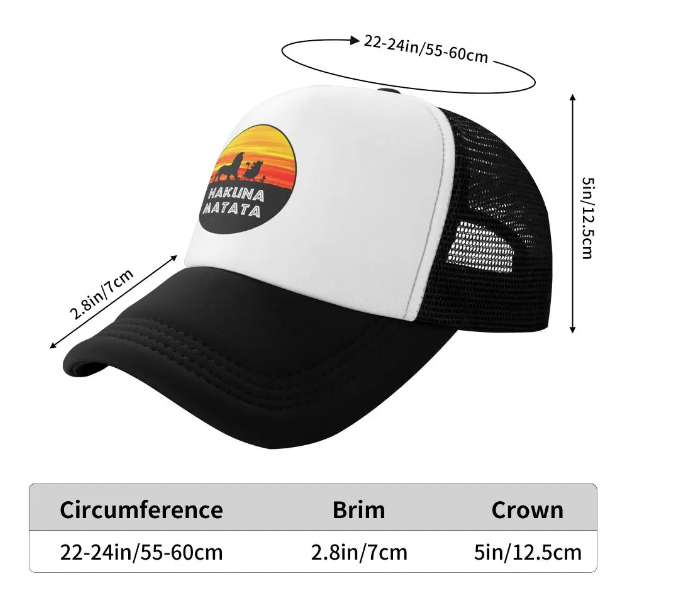 22-24in/55-60cm
5in/12.5cm
HAKUNA
MATATA
2.8in/7cm
Circumference Brim Crown
22-24in/55-60cm 2.8in/7cm 5in/12.5cm